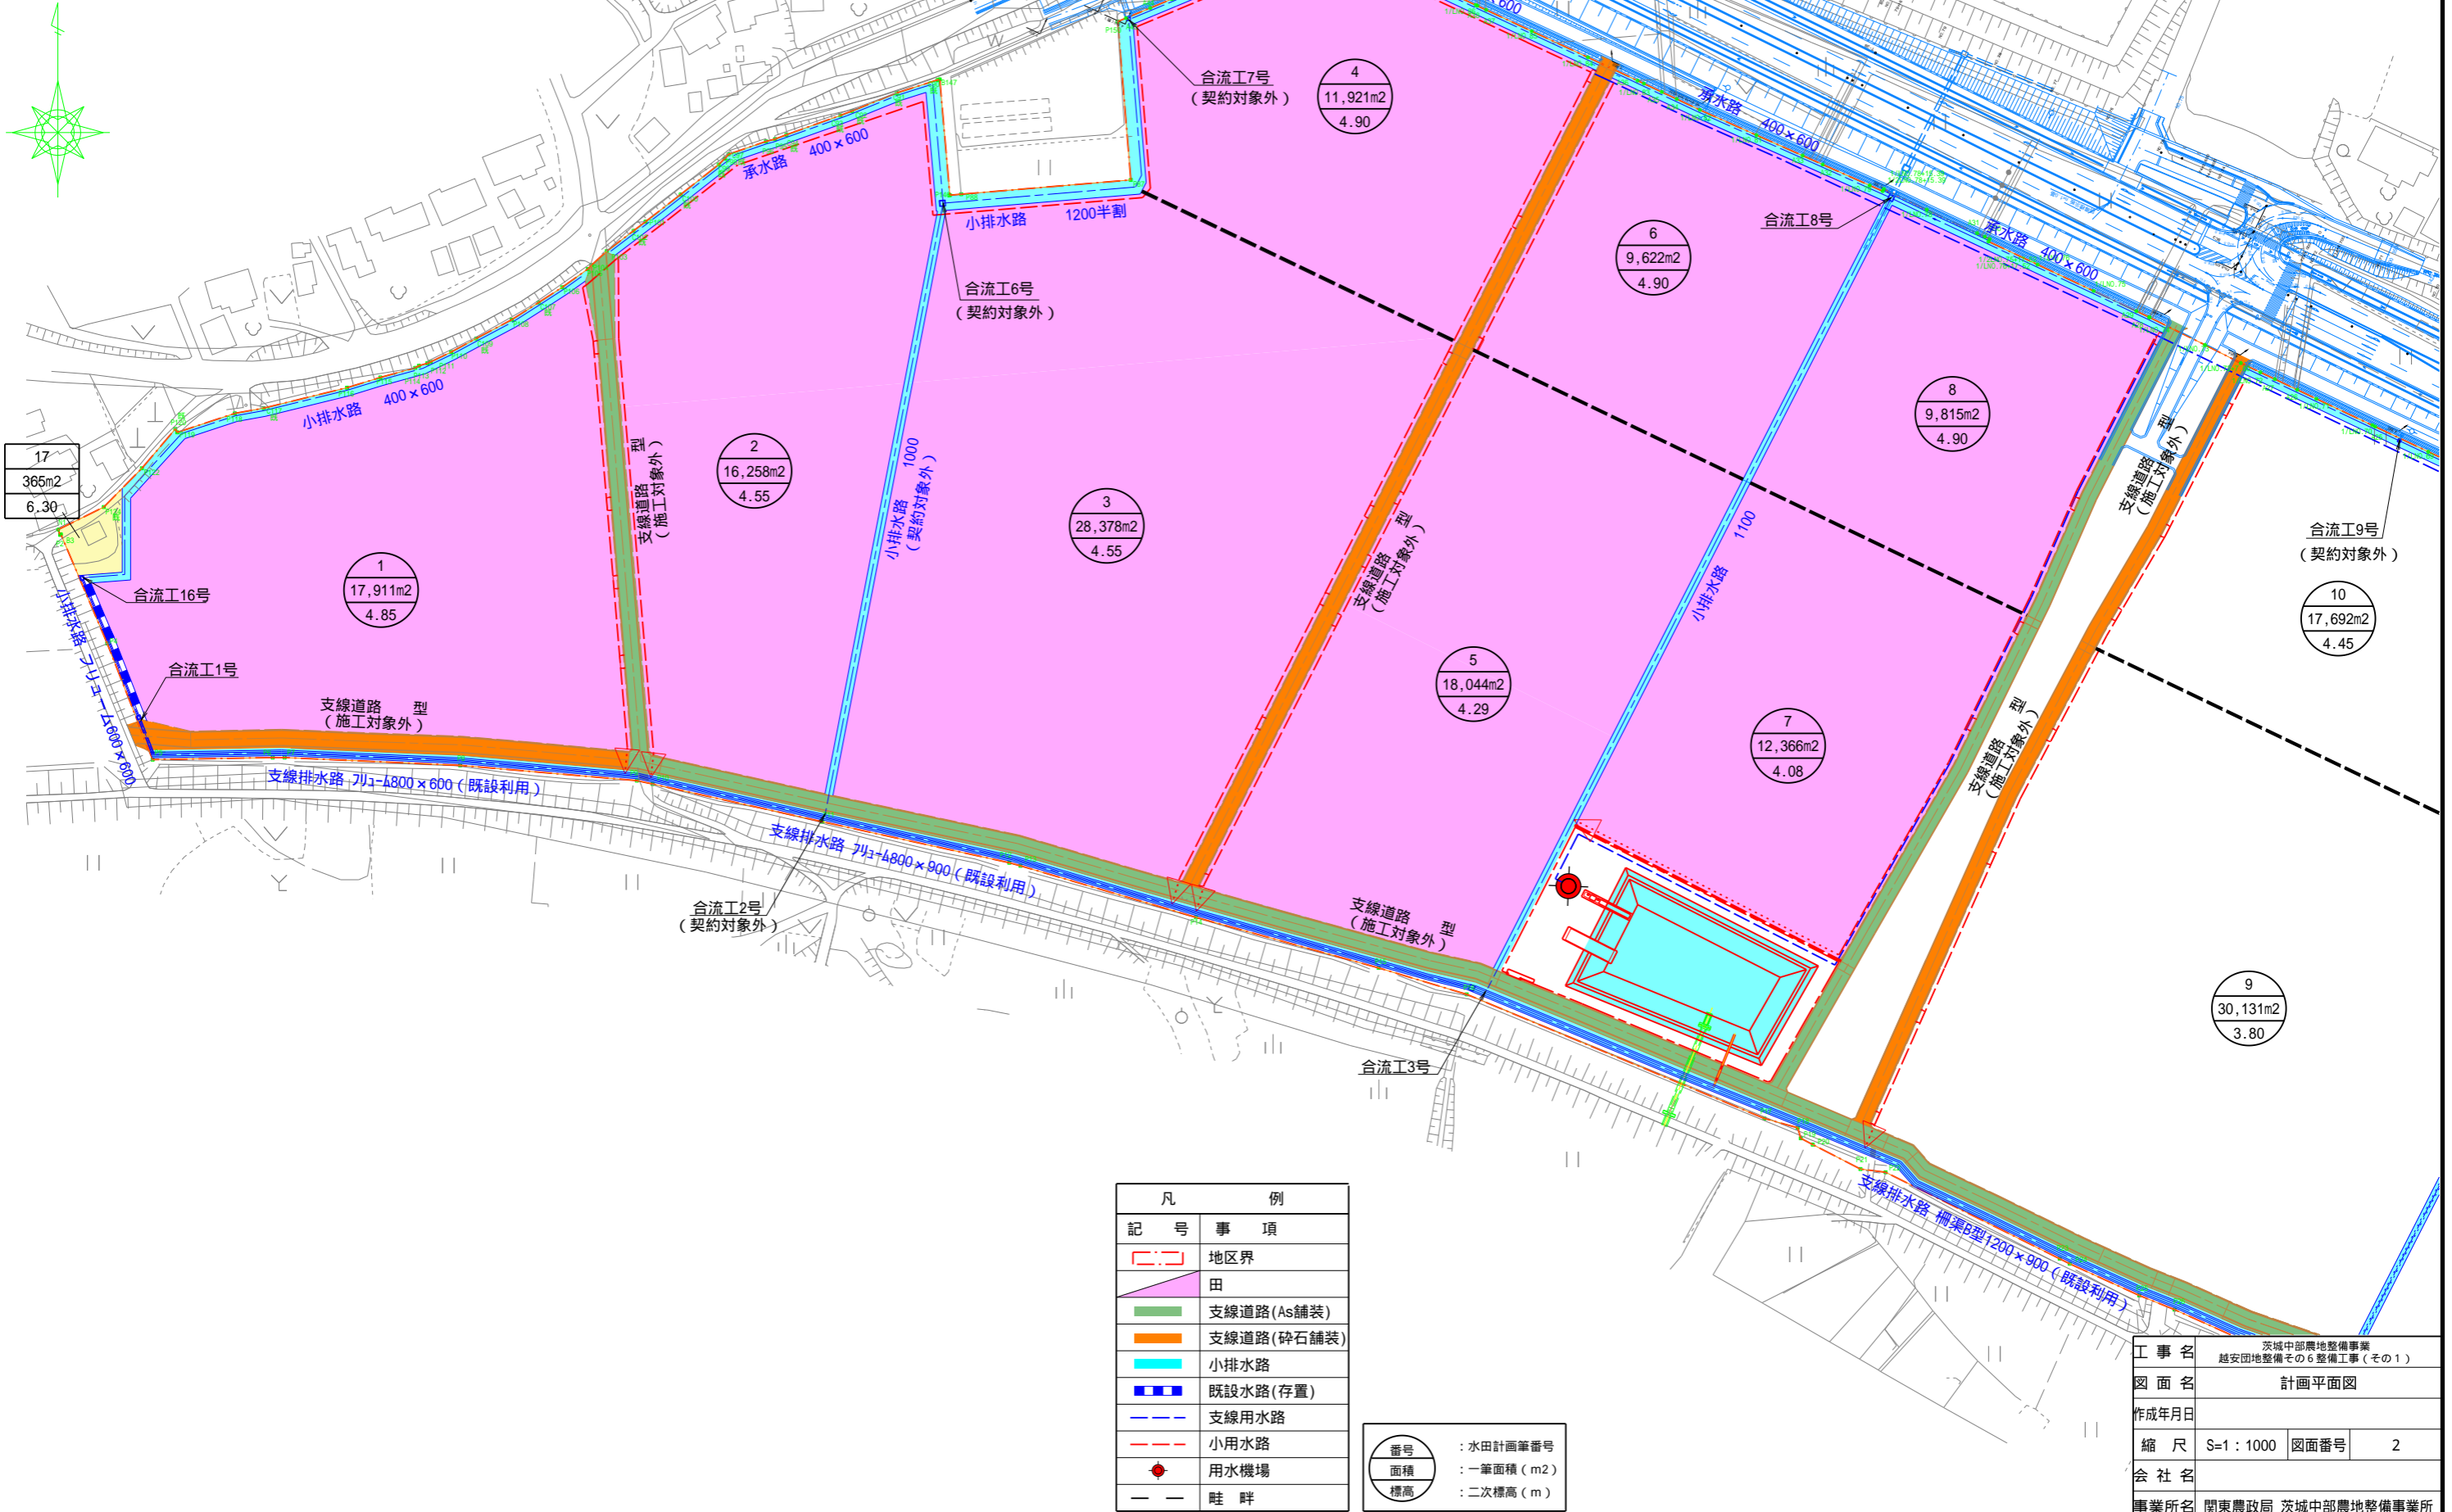 合流工7号
（契約対象外）
4
11,921m2
4.90
600
承水路 400×600
承水路 400×600
小排水路 1200半割
合流工6号
（契約対象外）
6
9,622m2
4.90
合流工8号
承水路 400×600
8
9,815m2
4.90
小排水路 400×600
17
365m2
6.30
合流工16号
1
17,911m2
4.85
支線道路 型
（施工対象外）
2
16,258m2
4.55
小排水路 1000
（契約対象外）
3
28,378m2
4.55
支線道路 型
（施工対象外）
小排水路 1100
支線道路 型
（施工対象外）
合流工9号
（契約対象外）
10
17,692m2
4.45
小排水路 フリューム600×600
合流工1号
支線道路 型
（施工対象外）
5
18,044m2
4.29
7
12,366m2
4.08
支線道路 型
（施工対象外）
支線排水路 フリューム800×600（既設利用）
支線排水路 フリューム800×900（既設利用）
合流工2号
（契約対象外）
支線道路 型
（施工対象外）
9
30,131m2
3.80
合流工3号
支線排水路 柵渠B型1200×900（既設利用）
凡 例
記 号 事 項
地区界
田
支線道路(As舗装)
支線道路(砕石舗装)
小排水路
既設水路(存置)
支線用水路
小用水路
用水機場
畦 畔
番号 ：水田計画筆番号
面積 ：一筆面積（m2）
標高 ：二次標高（m）
工 事 名 茨城中部農地整備事業
越安団地整備その６整備工事（その１）
図 面 名 計画平面図
作成年月日
縮 尺 S=1：1000 図面番号 2
会 社 名
事業所名 関東農政局 茨城中部農地整備事業所